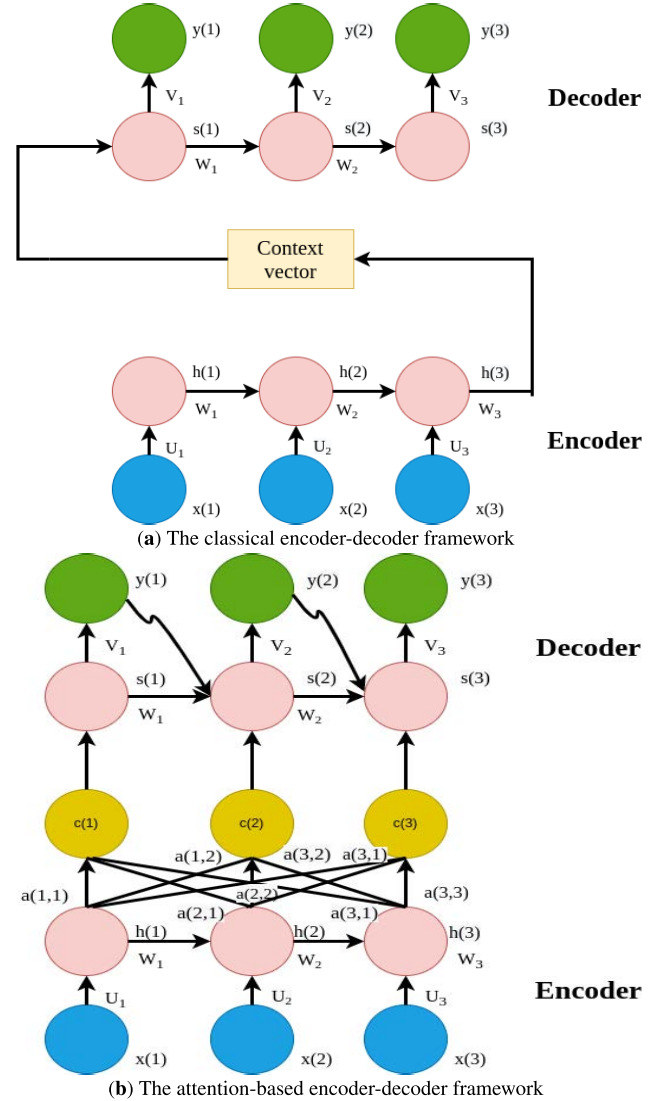 y(1) y(2) y(3)
V₁ V₂ V₃ Decoder
s(1) s(2) s(3)
W₁ W₂
Context
vector
h(1) h(2) h(3)
W₁ W₂ W₃
Encoder
U₁ U₂ U₃
x(1) x(2) x(3)
(a) The classical encoder-decoder framework
y(1) y(2) y(3)
V₁ V₂ V₃ Decoder
s(1) s(2) s(3)
W₁ W₂
c(1) c(2) c(3)
a(1,2) a(3,2) a(3,1)
a(1,1) a(2,2) a(3,3)
a(2,1) a(3,1)
h(1) h(2) h(3)
W₁ W₂ W₃
U₁ U₂ U₃ Encoder
x(1) x(2) x(3)
(b) The attention-based encoder-decoder framework